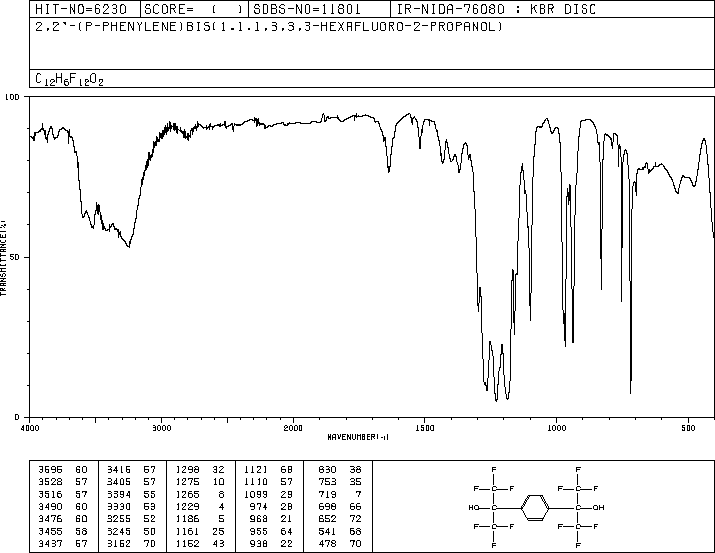 HIT-NO=6230 SCORE= ( ) SDBS-NO=11801 IR-NIDA-76080 : KBR DISC
2,2'-(P-PHENYLENE)BIS(1,1,1,3,3,3-HEXAFLUORO-2-PROPANOL)
C12H6F12O2
100
TRANSMITTANCE(%)
50
0
4000 3000 2000 1500 1000 500
WAVENUMBER(-1)
3595 60 3416 57 1298 32 1121 68 830 38
3528 57 3405 57 1275 10 1110 57 753 35
3516 57 3394 55 1265 8 1099 29 719 7
3490 60 3330 53 1229 4 974 28 698 66
3476 60 3255 52 1186 5 968 21 652 72
3455 58 3245 50 1161 25 955 64 541 68
3437 57 3162 70 1152 43 938 22 478 70
F F
F C F F C F
HO C C OH
F C F F C F
F F